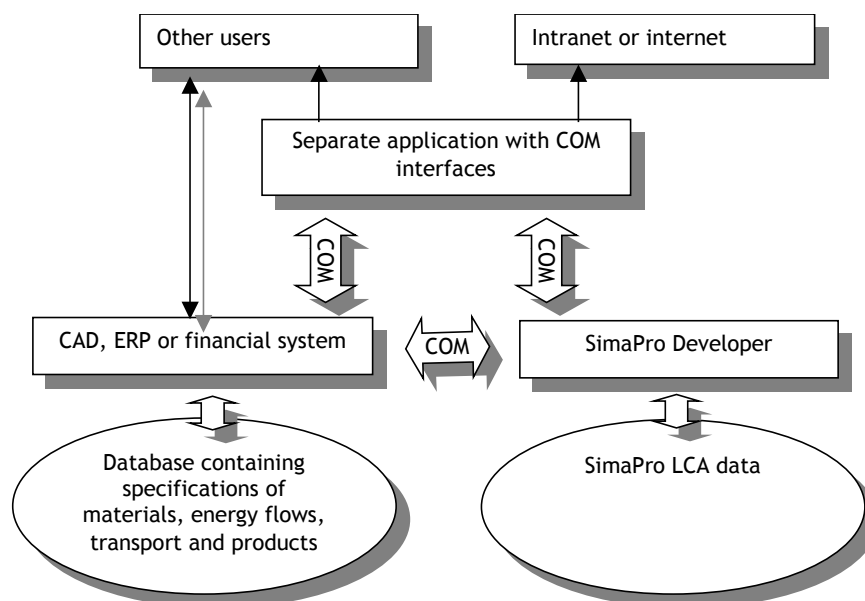 Other users
Intranet or internet
Separate application with COM
interfaces
COM
COM
CAD, ERP or financial system
COM
SimaPro Developer
Database containing
specifications of
materials, energy flows,
transport and products
SimaPro LCA data